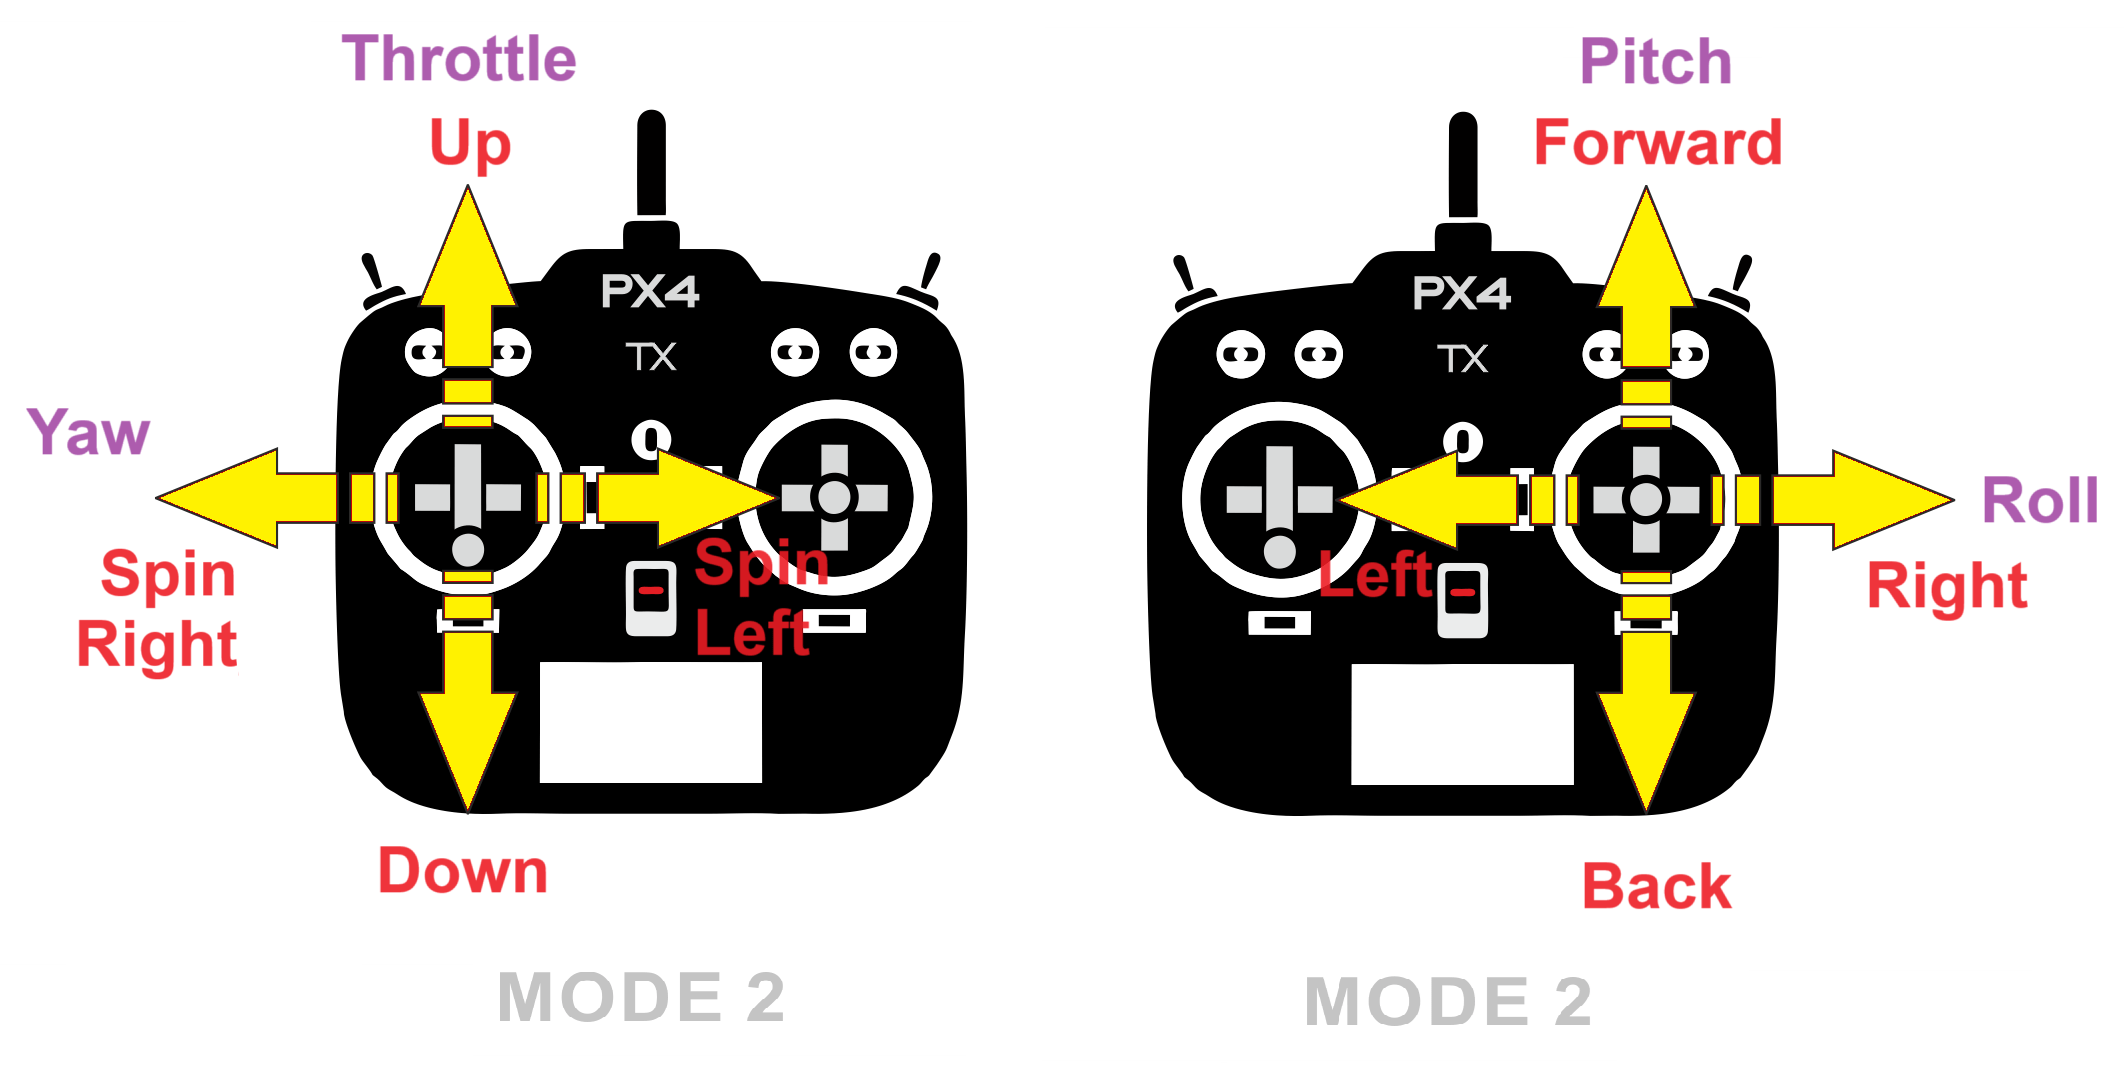 Throttle
Up
PX4
TX
Yaw
Spin
Right
Spin
Left
Down
MODE 2
Pitch
Forward
PX4
TX
Roll
Left
Right
Back
MODE 2